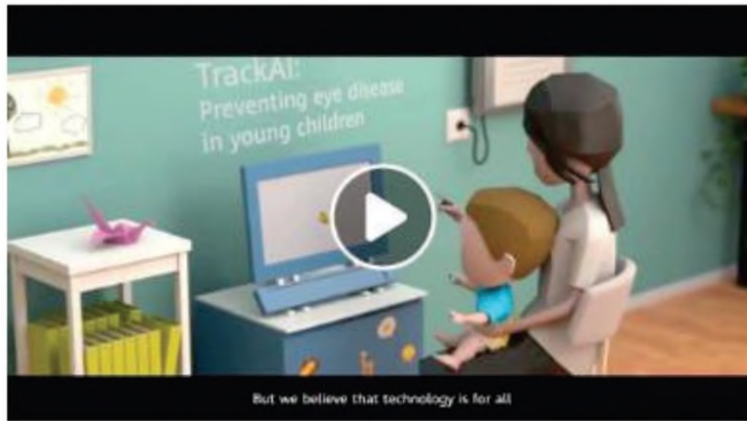 TrackAI:
Preventing eye disease
in young children
But we believe that technology is for all